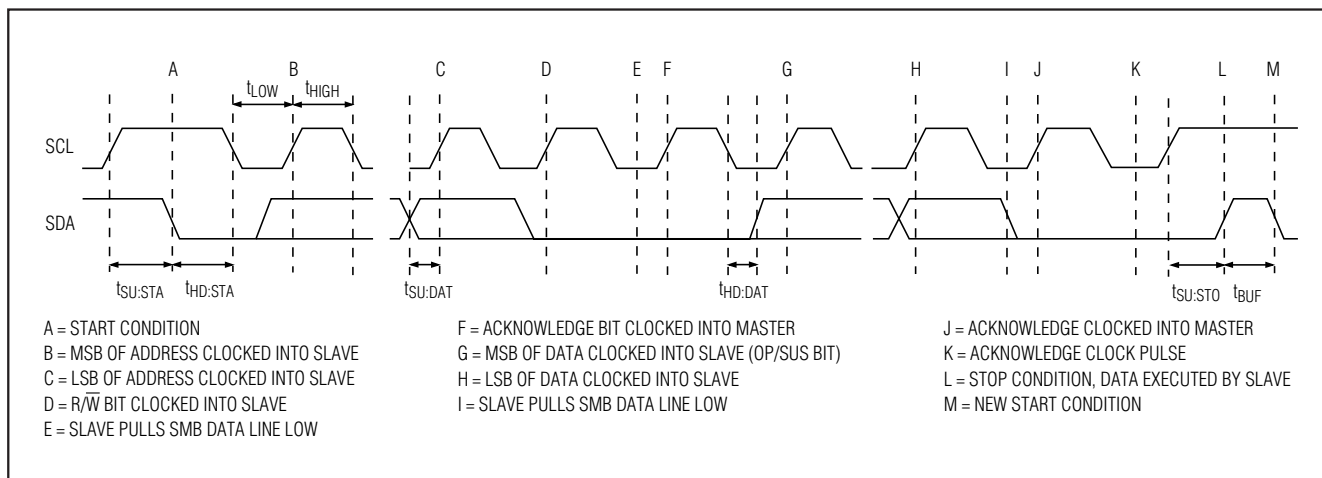 A B C D E F G H I J K L M
tLOW tHIGH
SCL
SDA
tSU:STA tHD:STA tSU:DAT tHD:DAT tSU:STO tBUF
A = START CONDITION
B = MSB OF ADDRESS CLOCKED INTO SLAVE
C = LSB OF ADDRESS CLOCKED INTO SLAVE
D = R/W̅ BIT CLOCKED INTO SLAVE
E = SLAVE PULLS SMB DATA LINE LOW
F = ACKNOWLEDGE BIT CLOCKED INTO MASTER
G = MSB OF DATA CLOCKED INTO SLAVE (OP/SUS BIT)
H = LSB OF DATA CLOCKED INTO SLAVE
I = SLAVE PULLS SMB DATA LINE LOW
J = ACKNOWLEDGE CLOCKED INTO MASTER
K = ACKNOWLEDGE CLOCK PULSE
L = STOP CONDITION, DATA EXECUTED BY SLAVE
M = NEW START CONDITION